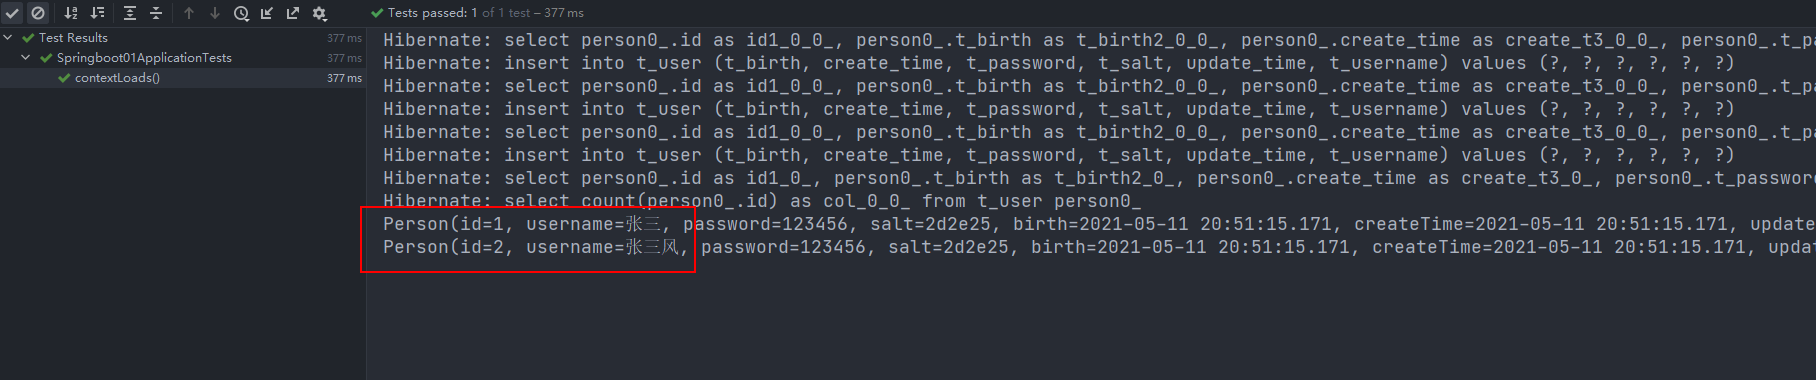 Tests passed: 1 of 1 test – 377 ms
Test Results 377 ms
Springboot01ApplicationTests 377 ms
contextLoads() 377 ms
Hibernate: select person0_.id as id1_0_0_, person0_.t_birth as t_birth2_0_0_, person0_.create_time as create_t3_0_0_, person0_.t_pa
Hibernate: insert into t_user (t_birth, create_time, t_password, t_salt, update_time, t_username) values (?, ?, ?, ?, ?, ?)
Hibernate: select person0_.id as id1_0_0_, person0_.t_birth as t_birth2_0_0_, person0_.create_time as create_t3_0_0_, person0_.t_pa
Hibernate: insert into t_user (t_birth, create_time, t_password, t_salt, update_time, t_username) values (?, ?, ?, ?, ?, ?)
Hibernate: select person0_.id as id1_0_0_, person0_.t_birth as t_birth2_0_0_, person0_.create_time as create_t3_0_0_, person0_.t_pa
Hibernate: insert into t_user (t_birth, create_time, t_password, t_salt, update_time, t_username) values (?, ?, ?, ?, ?, ?)
Hibernate: select person0_.id as id1_0_, person0_.t_birth as t_birth2_0_, person0_.create_time as create_t3_0_, person0_.t_password
Hibernate: select count(person0_.id) as col_0_0_ from t_user person0_
Person(id=1, username=张三, password=123456, salt=2d2e25, birth=2021-05-11 20:51:15.171, createTime=2021-05-11 20:51:15.171, update
Person(id=2, username=张三风, password=123456, salt=2d2e25, birth=2021-05-11 20:51:15.171, createTime=2021-05-11 20:51:15.171, upda